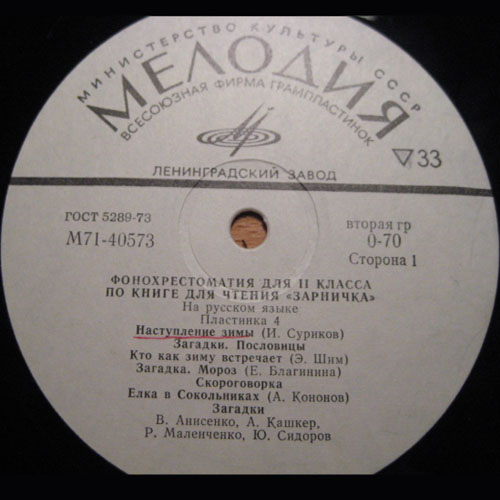 МИНИСТЕРСТВО КУЛЬТУРЫ СССР
МЕЛОДИЯ
ВСЕСОЮЗНАЯ ФИРМА ГРАМПЛАСТИНОК
ЛЕНИНГРАДСКИЙ ЗАВОД
▽33
ГОСТ 5289-73
М71-40573
вторая гр
0-70
Сторона 1
ФОНОХРЕСТОМАТИЯ ДЛЯ II КЛАССА
ПО КНИГЕ ДЛЯ ЧТЕНИЯ «ЗАРНИЧКА»
На русском языке
Пластинка 4
Наступление зимы (И. Суриков)
Загадки. Пословицы
Кто как зиму встречает (Э. Шим)
Загадка. Мороз (Е. Благинина)
Скороговорка
Елка в Сокольниках (А. Кононов)
Загадки
В. Анисенко, А. Кашкер,
Р. Маленченко, Ю. Сидоров